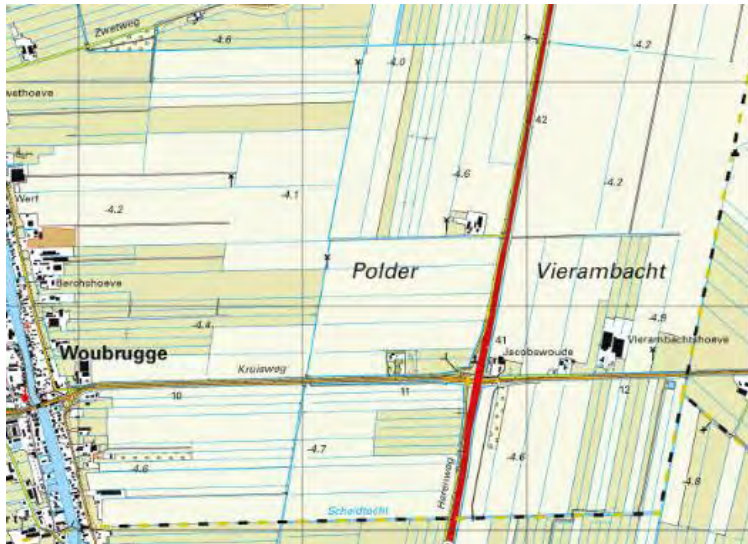 Zwetweg
-4.6
-4.0
-4.2
wethoeve
42
-4.6
-4.1
-4.2
Werf
-4.2
Polder
Vierambacht
Berchshoeve
-4.4
-4.9
41
Vierambachtshoeve
Jacobswoude
Woubrugge
Kruisweg
10
11
12
-4.7
-4.6
-4.6
-4.8
Herenweg
Scheidtocht